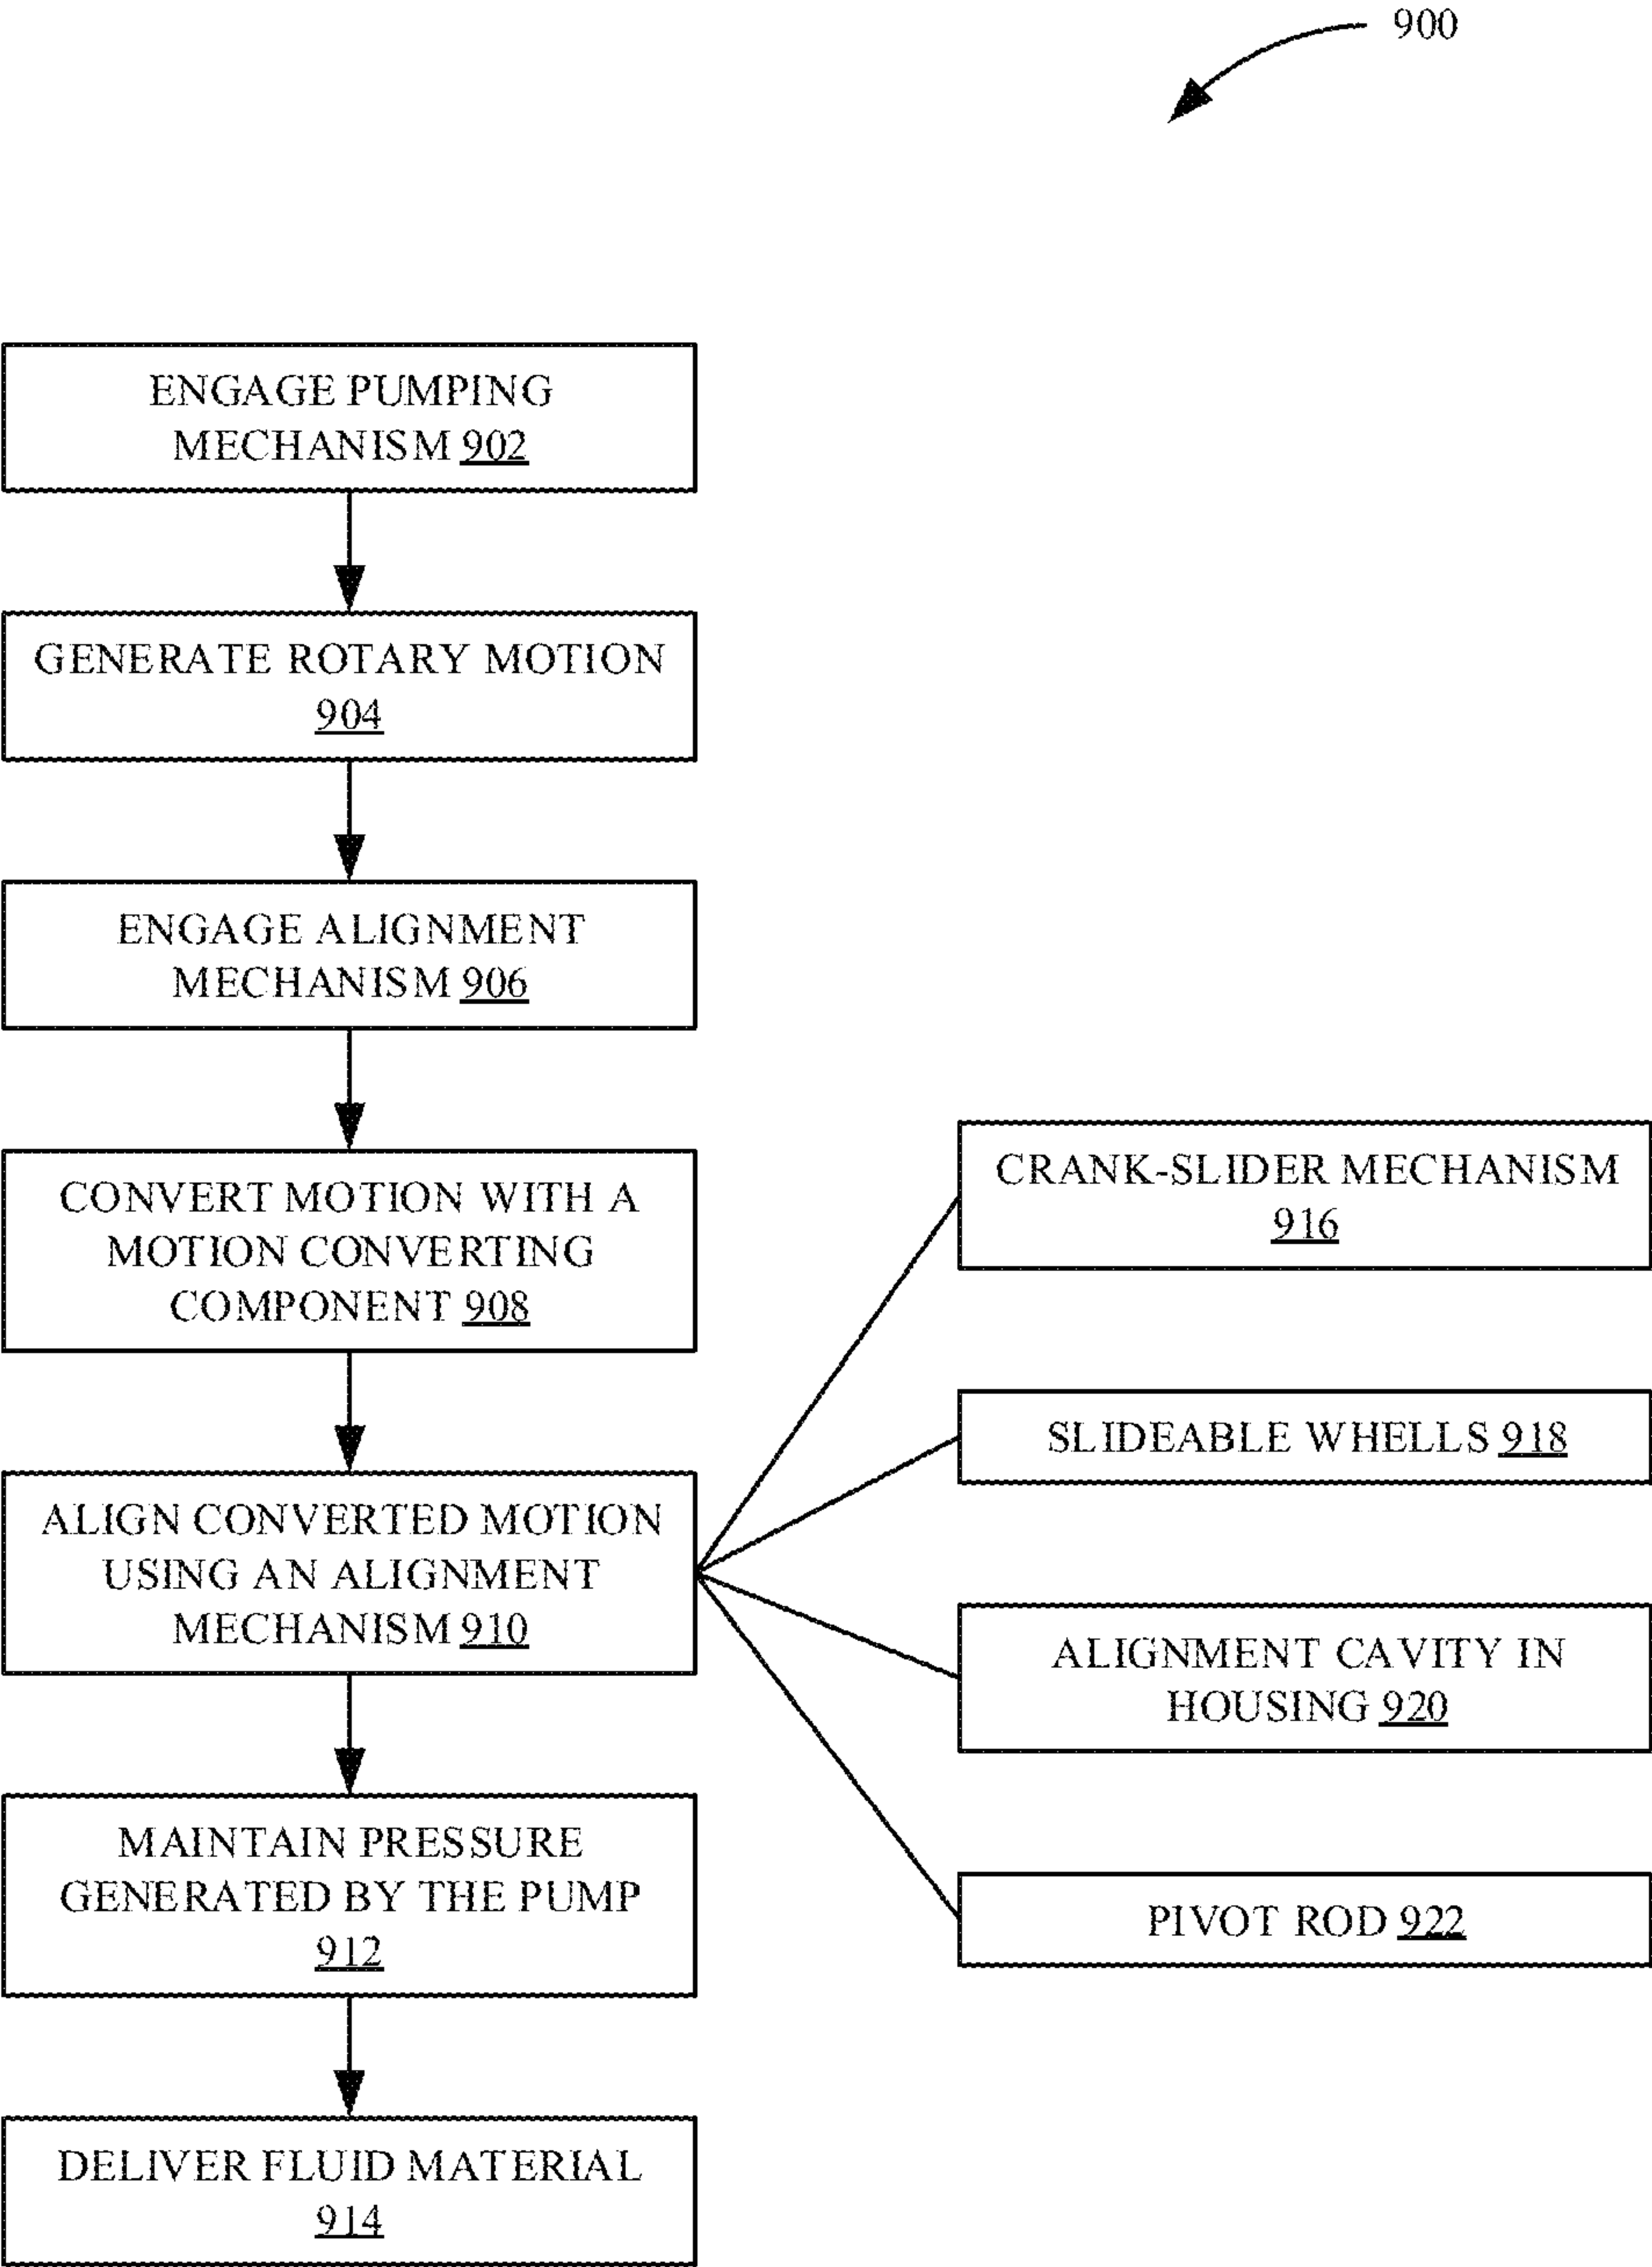 900
ENGAGE PUMPING
MECHANISM 902
GENERATE ROTARY MOTION
904
ENGAGE ALIGNMENT
MECHANISM 906
CONVERT MOTION WITH A
MOTION CONVERTING
COMPONENT 908
ALIGN CONVERTED MOTION
USING AN ALIGNMENT
MECHANISM 910
MAINTAIN PRESSURE
GENERATED BY THE PUMP
912
DELIVER FLUID MATERIAL
914
CRANK-SLIDER MECHANISM
916
SLIDEABLE WHELLS 918
ALIGNMENT CAVITY IN
HOUSING 920
PIVOT ROD 922